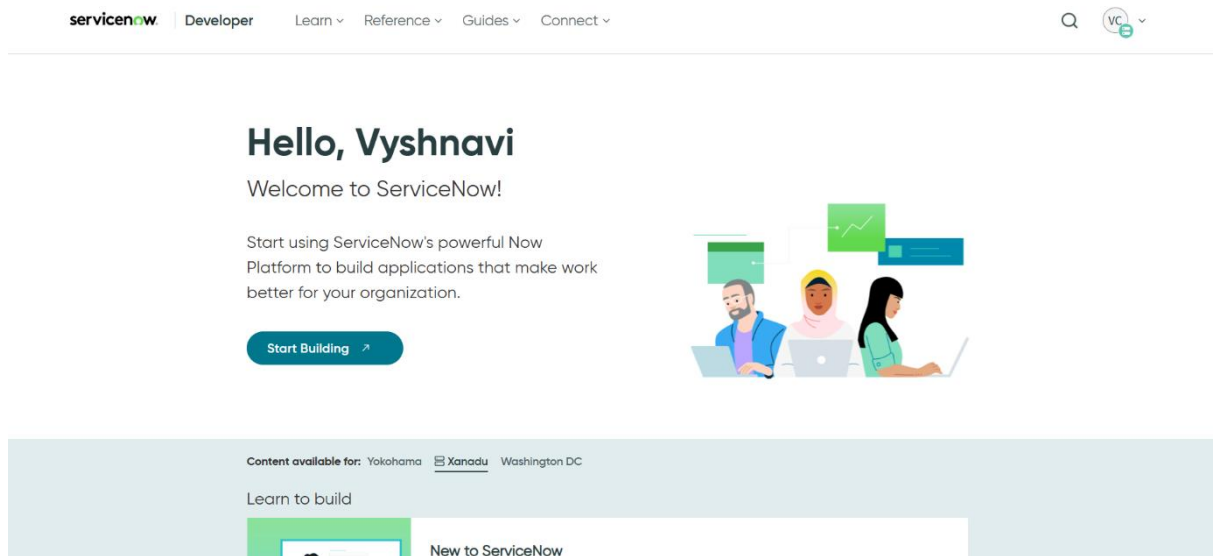 servicenow. Developer Learn Reference Guides Connect VC
Hello, Vyshnavi
Welcome to ServiceNow!
Start using ServiceNow's powerful Now
Platform to build applications that make work
better for your organization.
Start Building
Content available for: Yokohama Xanadu Washington DC
Learn to build
New to ServiceNow